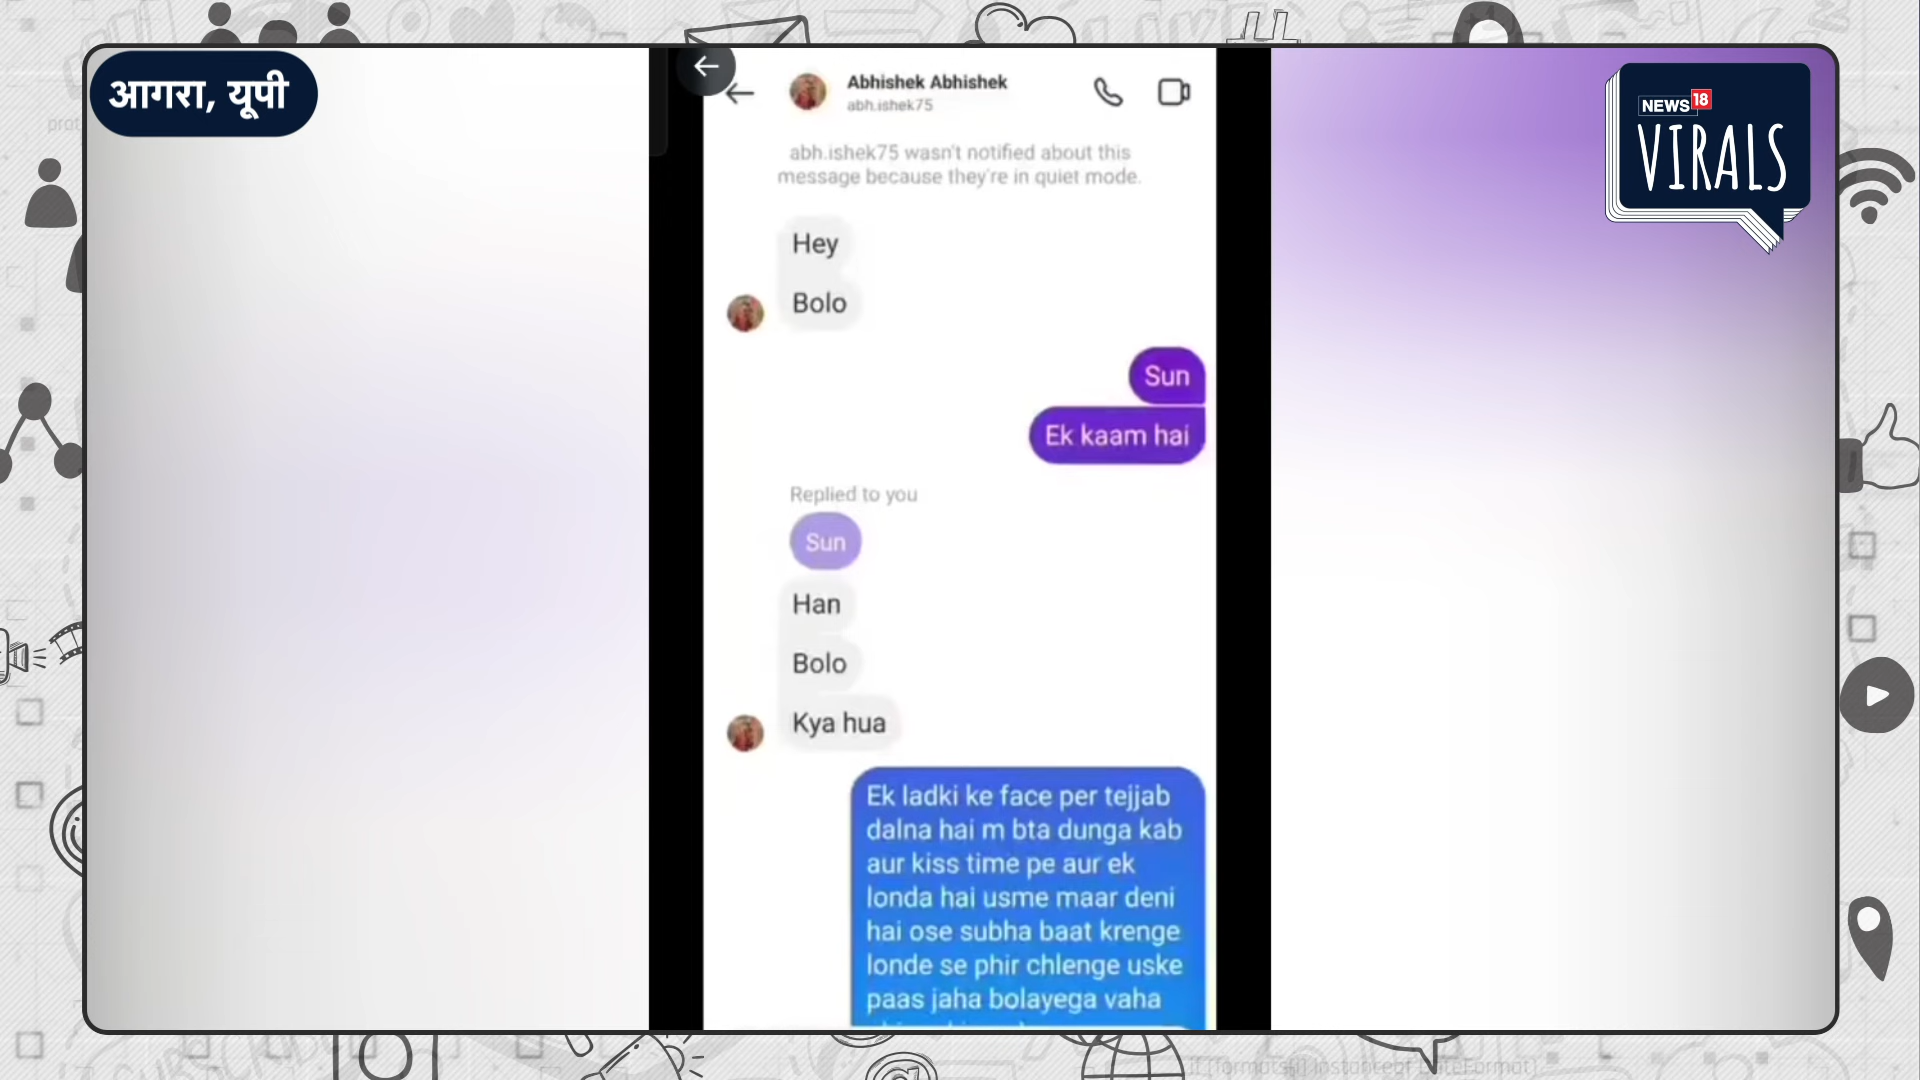 आगरा, यूपी
NEWS 18
VIRALS
Abhishek Abhishek
abh.ishek75
abh.ishek75 wasn't notified about this
message because they're in quiet mode.
Hey
Bolo
Sun
Ek kaam hai
Replied to you
Sun
Han
Bolo
Kya hua
Ek ladki ke face per tejjab
dalna hai m bta dunga kab
aur kiss time pe aur ek
londa hai usme maar deni
hai ose subha baat krenge
londe se phir chlenge uske
paas jaha bolayega vaha